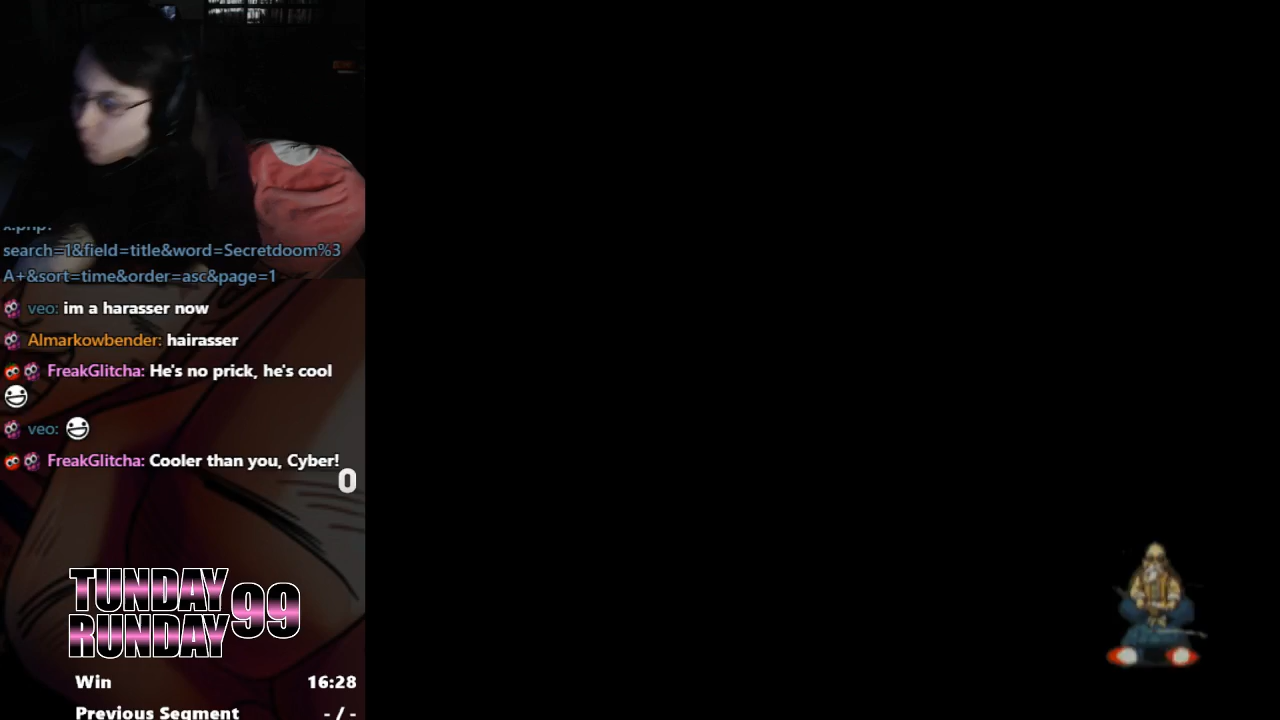 search=1&field=title&word=Secretdoom%3
A+&sort=time&order=asc&page=1
veo: im a harasser now
Almarkowbender: hairasser
FreakGlitcha: He's no prick, he's cool
veo:
FreakGlitcha: Cooler than you, Cyber!
0
TUNDAY
RUNDAY 99
Win 16:28
Previous Segment - / -